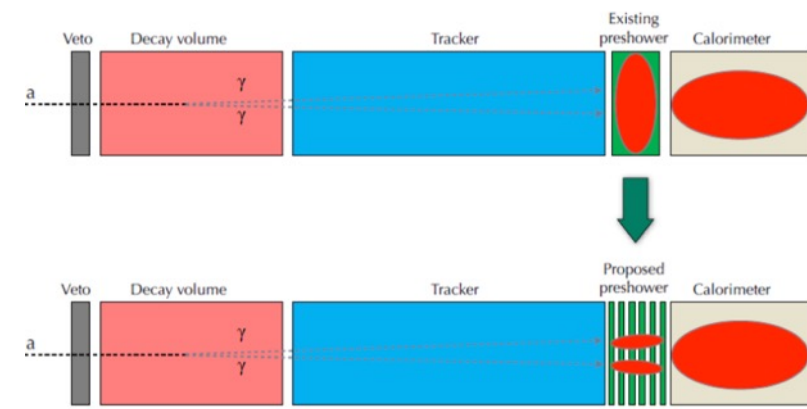 Existing
Veto Decay volume Tracker preshower Calorimeter
γ
a
γ
Proposed
Veto Decay volume Tracker preshower Calorimeter
γ
a
γ